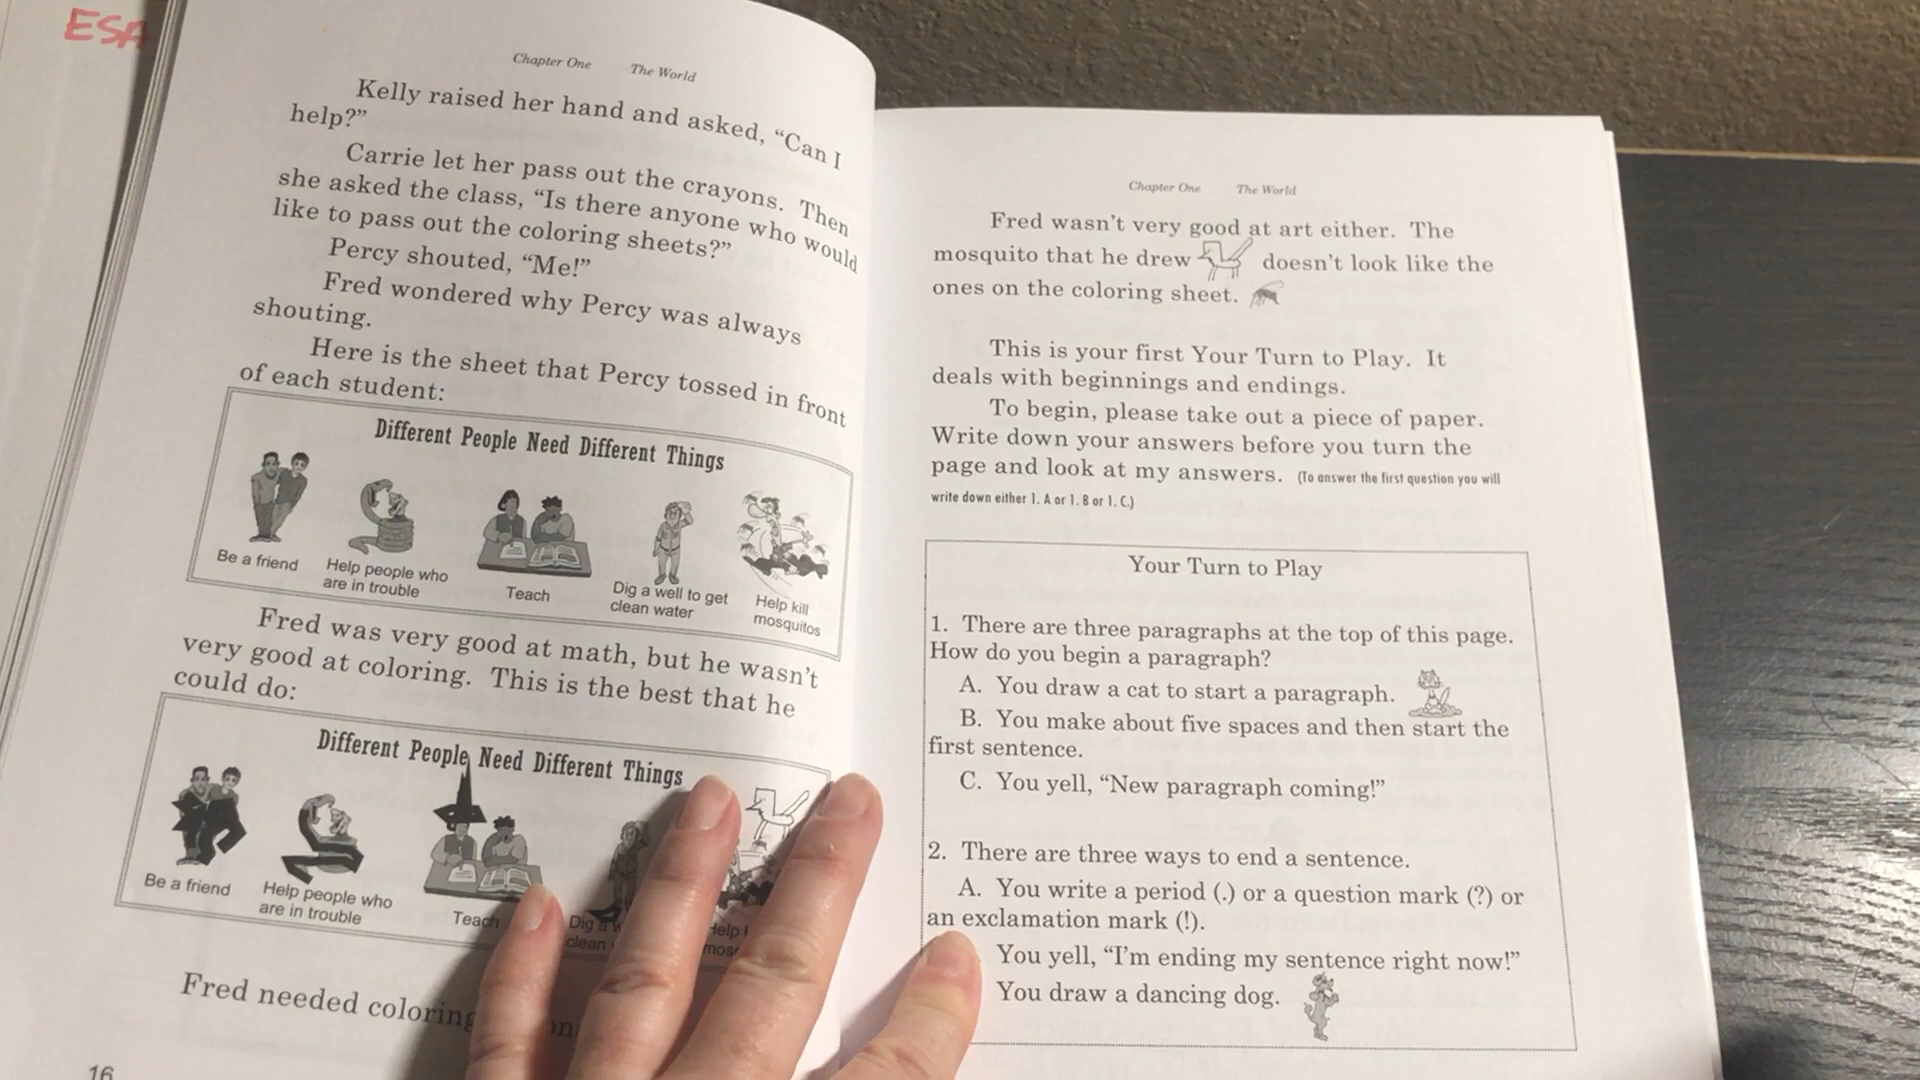 ESA
Chapter One The World
Kelly raised her hand and asked, “Can I
help?”
Carrie let her pass out the crayons. Then
she asked the class, “Is there anyone who would
like to pass out the coloring sheets?”
Percy shouted, “Me!”
Fred wondered why Percy was always
shouting.
Here is the sheet that Percy tossed in front
of each student:
Different People Need Different Things
Be a friend
Help people who
are in trouble
Teach
Dig a well to get
clean water
Help kill
mosquitos
Fred was very good at math, but he wasn’t
very good at coloring. This is the best that he
could do:
Different People Need Different Things
Be a friend
Help people who
are in trouble
Teach
Dig a
clean
Help
Fred needed coloring
16
Chapter One The World
Fred wasn’t very good at art either. The
mosquito that he drew doesn’t look like the
ones on the coloring sheet.
This is your first Your Turn to Play. It
deals with beginnings and endings.
To begin, please take out a piece of paper.
Write down your answers before you turn the
page and look at my answers. (To answer the first question you will
write down either 1. A or 1. B or 1. C.)
Your Turn to Play
1. There are three paragraphs at the top of this page.
How do you begin a paragraph?
A. You draw a cat to start a paragraph.
B. You make about five spaces and then start the
first sentence.
C. You yell, “New paragraph coming!”
2. There are three ways to end a sentence.
A. You write a period (.) or a question mark (?) or
an exclamation mark (!).
You yell, “I’m ending my sentence right now!”
You draw a dancing dog.